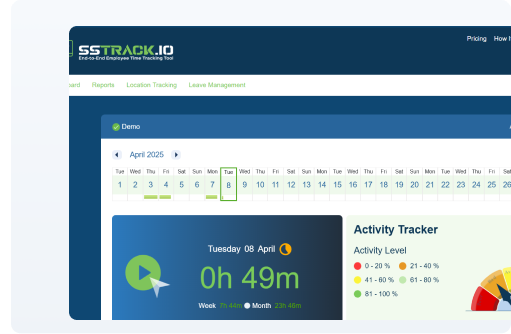 Pricing How I
SSTRACK.IO
End-to-End Employee Time Tracking Tool
oard Reports Location Tracking Leave Management
Demo
April 2025
Tue Wed Thu Fri Sat Sun Mon Tue Wed Thu Fri Sat Sun Mon Tue Wed Thu Fri Sat Sun Mon Tue Wed Thu Fri Sat
1 2 3 4 5 6 7 8 9 10 11 12 13 14 15 16 17 18 19 20 21 22 23 24 25 26
Tuesday 08 April
0h 49m
Week 7h 44m Month 23h 46m
Activity Tracker
Activity Level
0 - 20 % 21 - 40 %
41 - 60 % 61 - 80 %
81 - 100 %